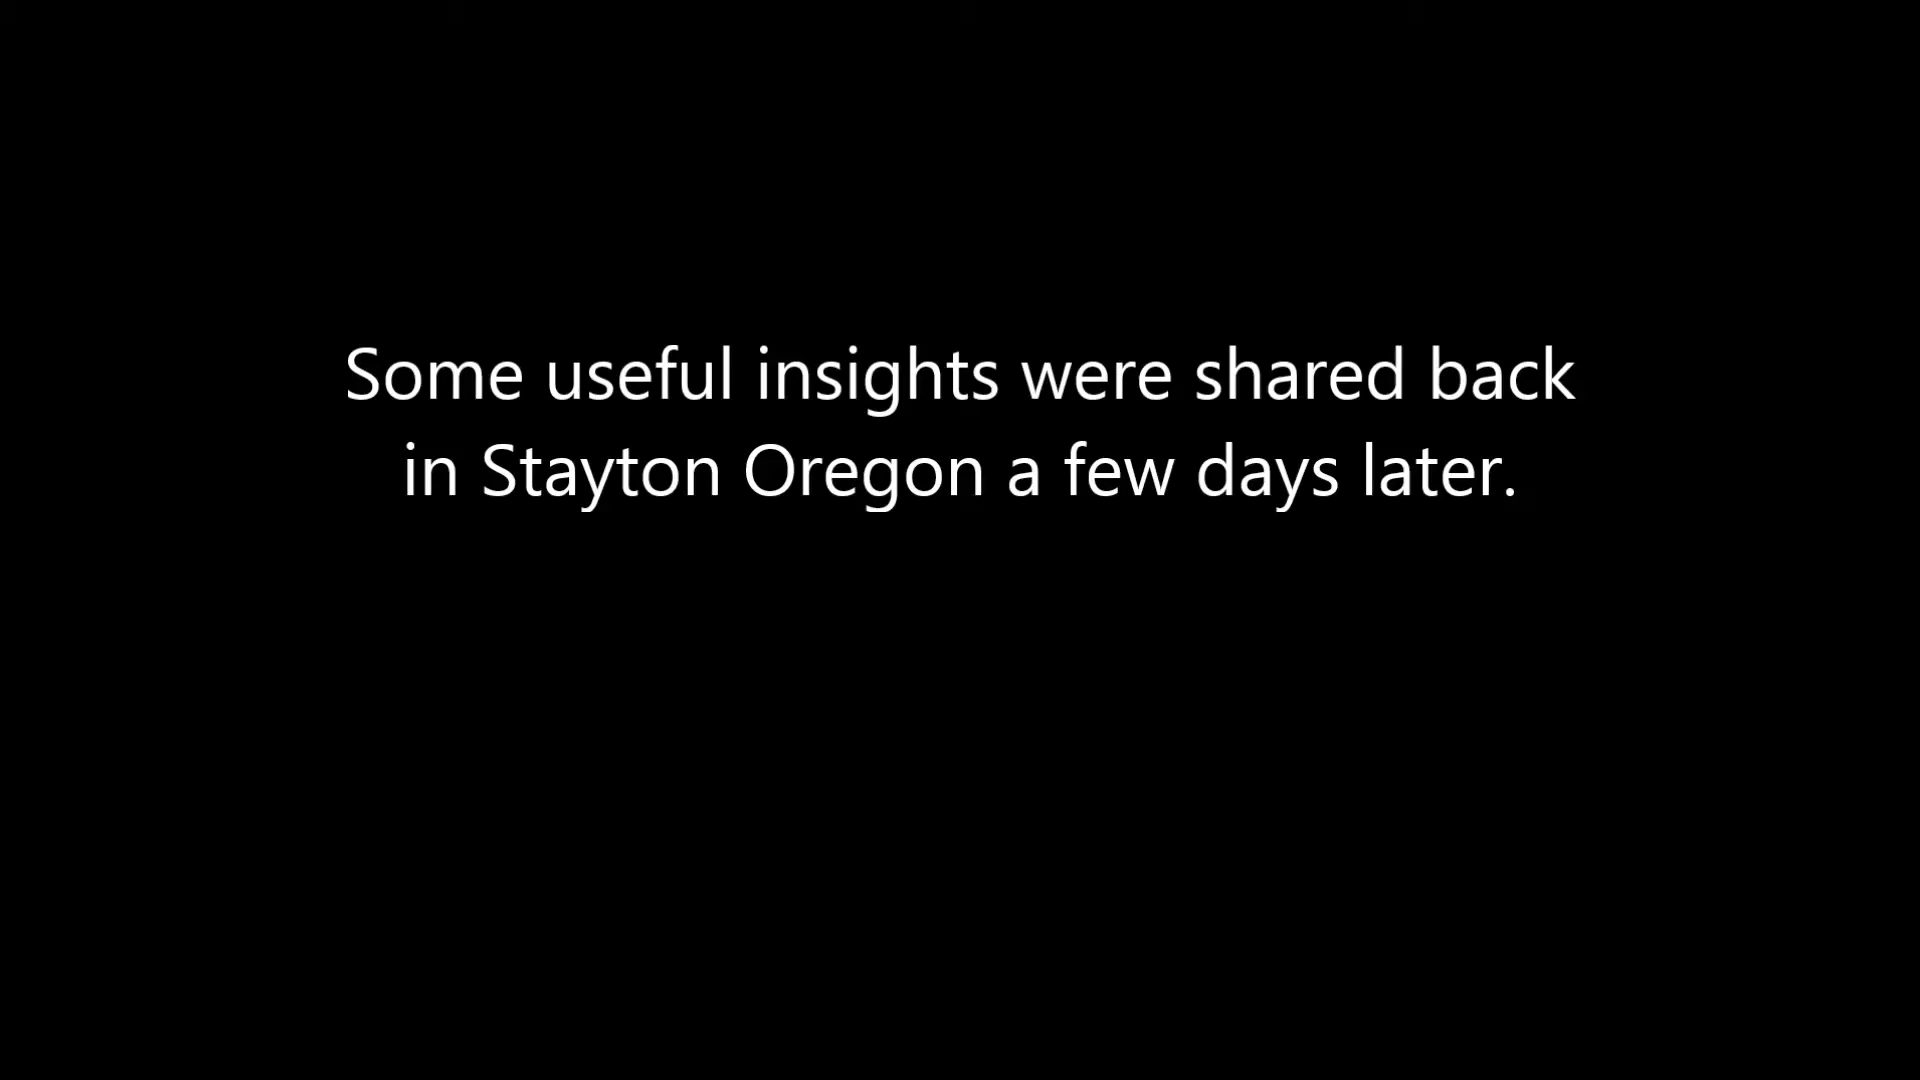 Some useful insights were shared back
in Stayton Oregon a few days later.